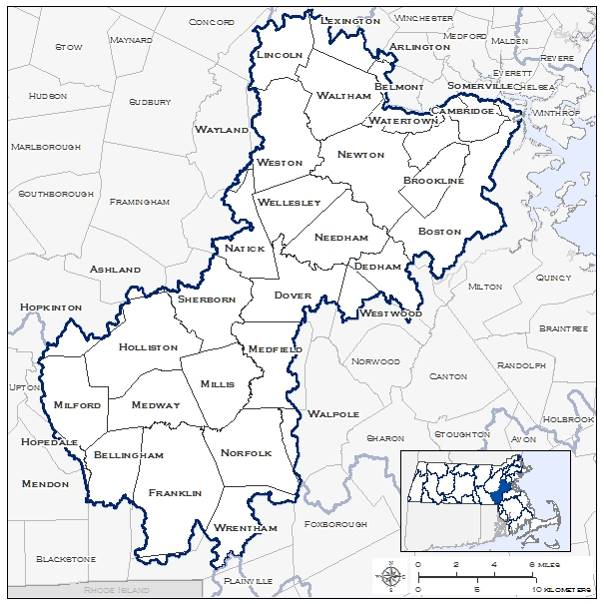 CONCORD
LEXINGTON
WINCHESTER
MAYNARD
MEDFORD
STOW
MALDEN
ARLINGTON
LINCOLN
REVERE
EVERETT
BELMONT
SOMERVILLE
CHELSEA
HUDSON
WALTHAM
SUDBURY
CAMBRIDGE
WINTHROP
WATERTOWN
WAYLAND
MARLBOROUGH
NEWTON
WESTON
BROOKLINE
SOUTHBOROUGH
FRAMINGHAM
WELLESLEY
BOSTON
NEEDHAM
NATICK
DEDHAM
ASHLAND
QUINCY
MILTON
DOVER
SHERBORN
HOPKINTON
WESTWOOD
BRAINTREE
HOLLISTON
MEDFIELD
NORWOOD
RANDOLPH
CANTON
UPTON
MILLIS
MILFORD
MEDWAY
WALPOLE
HOLBROOK
STOUGHTON
SHARON
AVON
HOPEDALE
BELLINGHAM
NORFOLK
MENDON
FRANKLIN
FOXBOROUGH
WRENTHAM
BLACKSTONE
PLAINVILLE
RHODE ISLAND
0 2 4 6 MILES
0 5 10 KILOMETERS